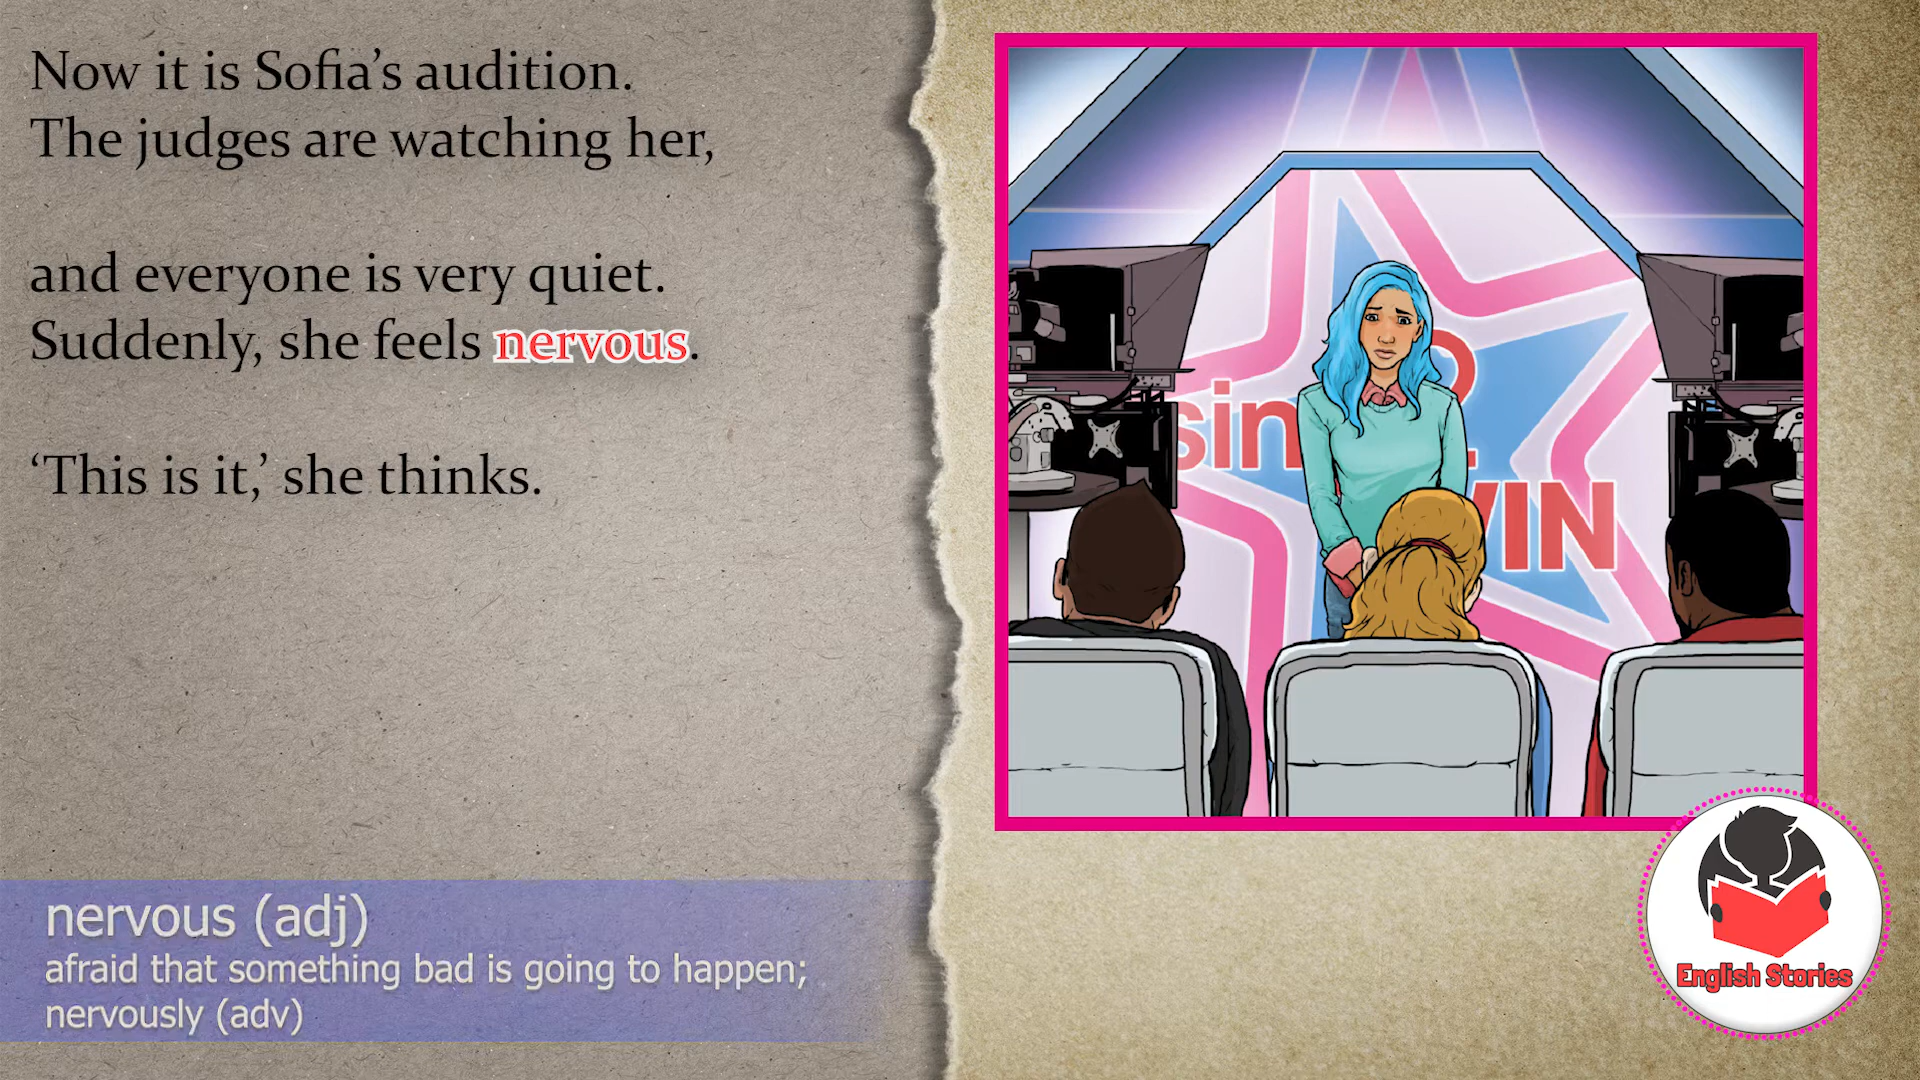 Now it is Sofia’s audition.
The judges are watching her,
and everyone is very quiet.
Suddenly, she feels nervous.
‘This is it,’ she thinks.
nervous (adj)
afraid that something bad is going to happen;
nervously (adv)
sin
WIN
English Stories